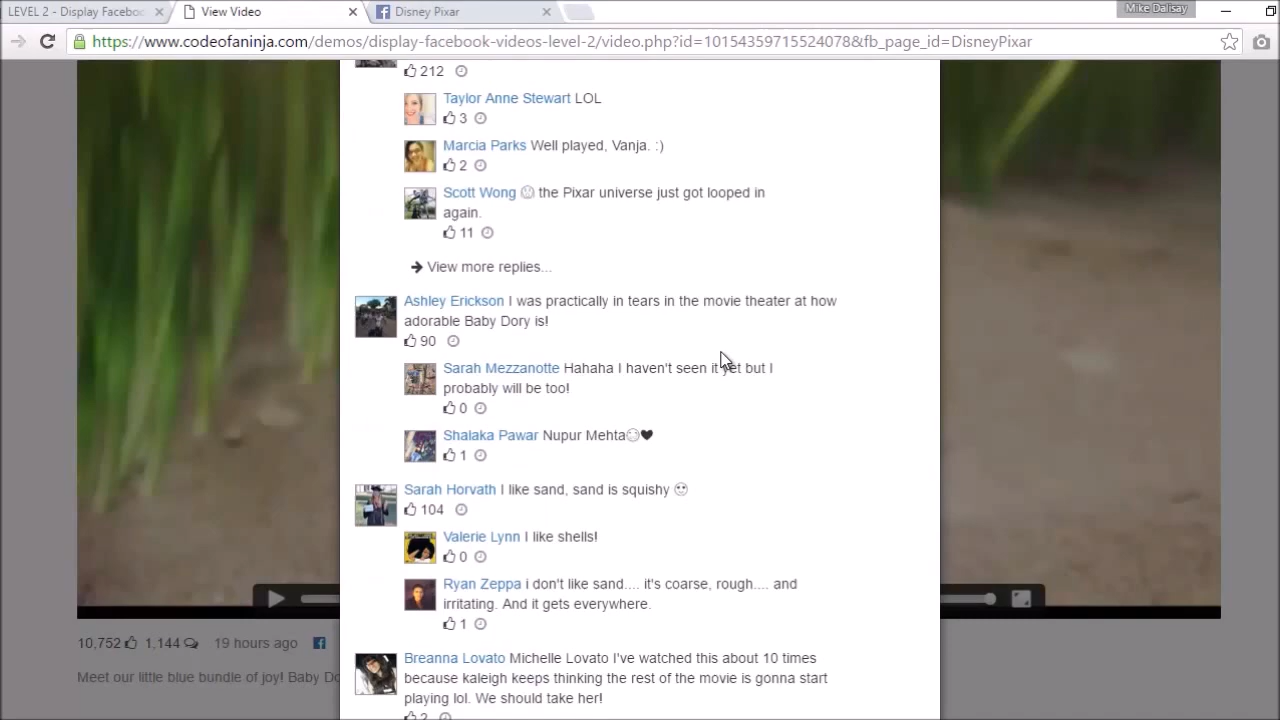 LEVEL 2 - Display Faceboo
View Video
Disney Pixar
Mike Dalisay
https://www.codeofaninja.com/demos/display-facebook-videos-level-2/video.php?id=10154359715524078&fb_page_id=DisneyPixar
212
Taylor Anne Stewart LOL
3
Marcia Parks Well played, Vanja. :)
2
Scott Wong the Pixar universe just got looped in
again.
11
View more replies...
Ashley Erickson I was practically in tears in the movie theater at how
adorable Baby Dory is!
90
Sarah Mezzanotte Hahaha I haven't seen it yet but I
probably will be too!
0
Shalaka Pawar Nupur Mehta🙂♥
1
Sarah Horvath I like sand, sand is squishy 🙂
104
Valerie Lynn I like shells!
0
Ryan Zeppa i don't like sand.... it's coarse, rough.... and
irritating. And it gets everywhere.
1
Breanna Lovato Michelle Lovato I've watched this about 10 times
because kaleigh keeps thinking the rest of the movie is gonna start
playing lol. We should take her!
2
10,752 1,144 19 hours ago
Meet our little blue bundle of joy! Baby Do